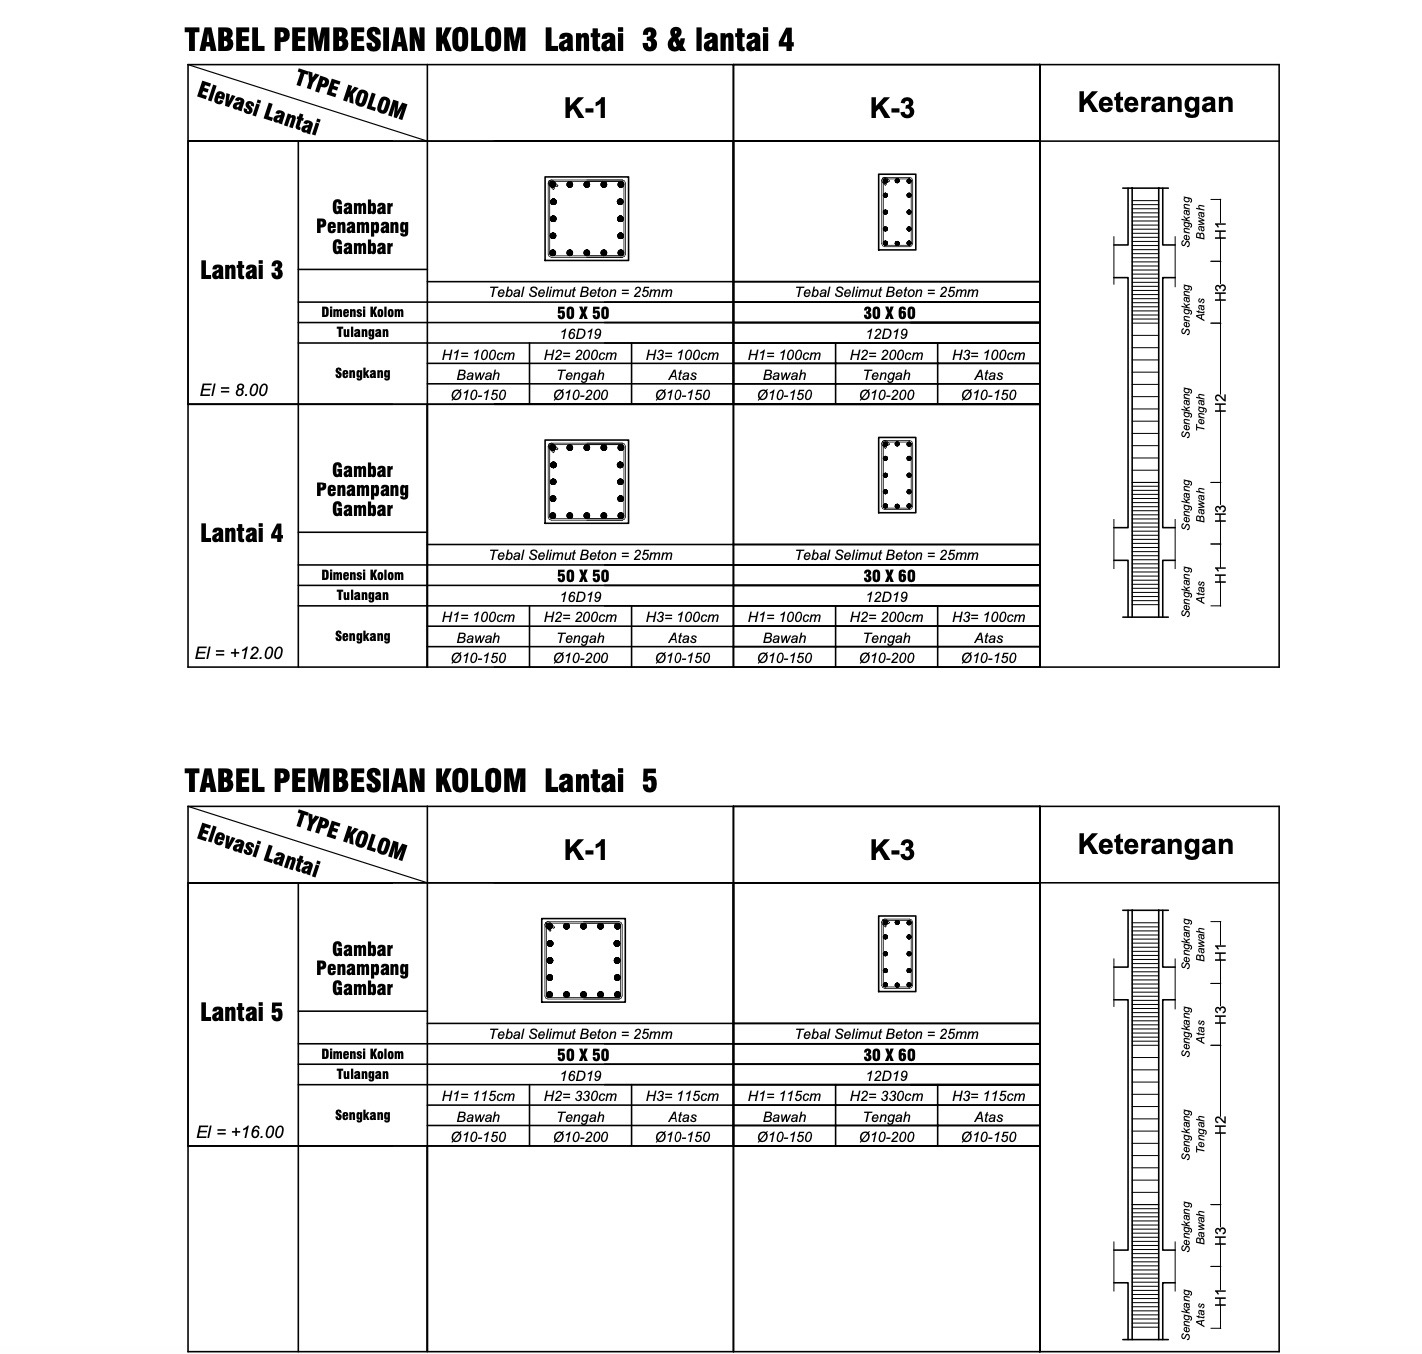 TABEL PEMBESIAN KOLOM Lantai 3 & lantai 4
TYPE KOLOM
Elevasi Lantai
K-1
K-3
Keterangan
Lantai 3
El = 8.00
Gambar
Penampang
Gambar
Tebal Selimut Beton = 25mm
Tebal Selimut Beton = 25mm
Dimensi Kolom
50 X 50
30 X 60
Tulangan
16D19
12D19
Sengkang
H1= 100cm H2= 200cm H3= 100cm H1= 100cm H2= 200cm H3= 100cm
Bawah Tengah Atas Bawah Tengah Atas
Ø10-150 Ø10-200 Ø10-150 Ø10-150 Ø10-200 Ø10-150
Lantai 4
El = +12.00
Gambar
Penampang
Gambar
Tebal Selimut Beton = 25mm
Tebal Selimut Beton = 25mm
Dimensi Kolom
50 X 50
30 X 60
Tulangan
16D19
12D19
Sengkang
H1= 100cm H2= 200cm H3= 100cm H1= 100cm H2= 200cm H3= 100cm
Bawah Tengah Atas Bawah Tengah Atas
Ø10-150 Ø10-200 Ø10-150 Ø10-150 Ø10-200 Ø10-150
Sengkang
Bawah
H1
Sengkang
Atas
H3
Sengkang
Tengah
H2
Sengkang
Bawah
H3
Sengkang
Atas
H1
TABEL PEMBESIAN KOLOM Lantai 5
TYPE KOLOM
Elevasi Lantai
K-1
K-3
Keterangan
Lantai 5
El = +16.00
Gambar
Penampang
Gambar
Tebal Selimut Beton = 25mm
Tebal Selimut Beton = 25mm
Dimensi Kolom
50 X 50
30 X 60
Tulangan
16D19
12D19
Sengkang
H1= 115cm H2= 330cm H3= 115cm H1= 115cm H2= 330cm H3= 115cm
Bawah Tengah Atas Bawah Tengah Atas
Ø10-150 Ø10-200 Ø10-150 Ø10-150 Ø10-200 Ø10-150
Sengkang
Bawah
H1
Sengkang
Atas
H3
Sengkang
Tengah
H2
Sengkang
Bawah
H3
Sengkang
Atas
H1